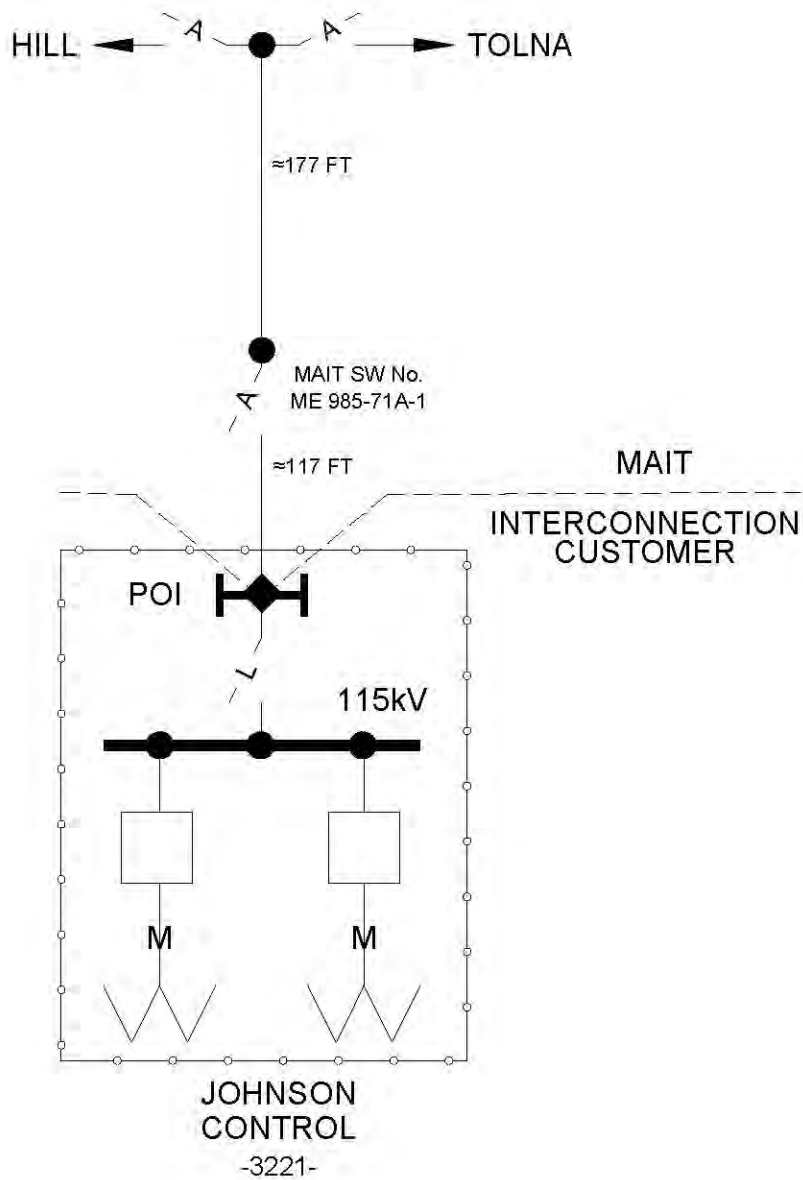 A A
HILL TOLNA
≈177 FT
MAIT SW No.
ME 985-71A-1
A
≈117 FT
MAIT
INTERCONNECTION
CUSTOMER
POI
L
115kV
M M
JOHNSON
CONTROL
-3221-